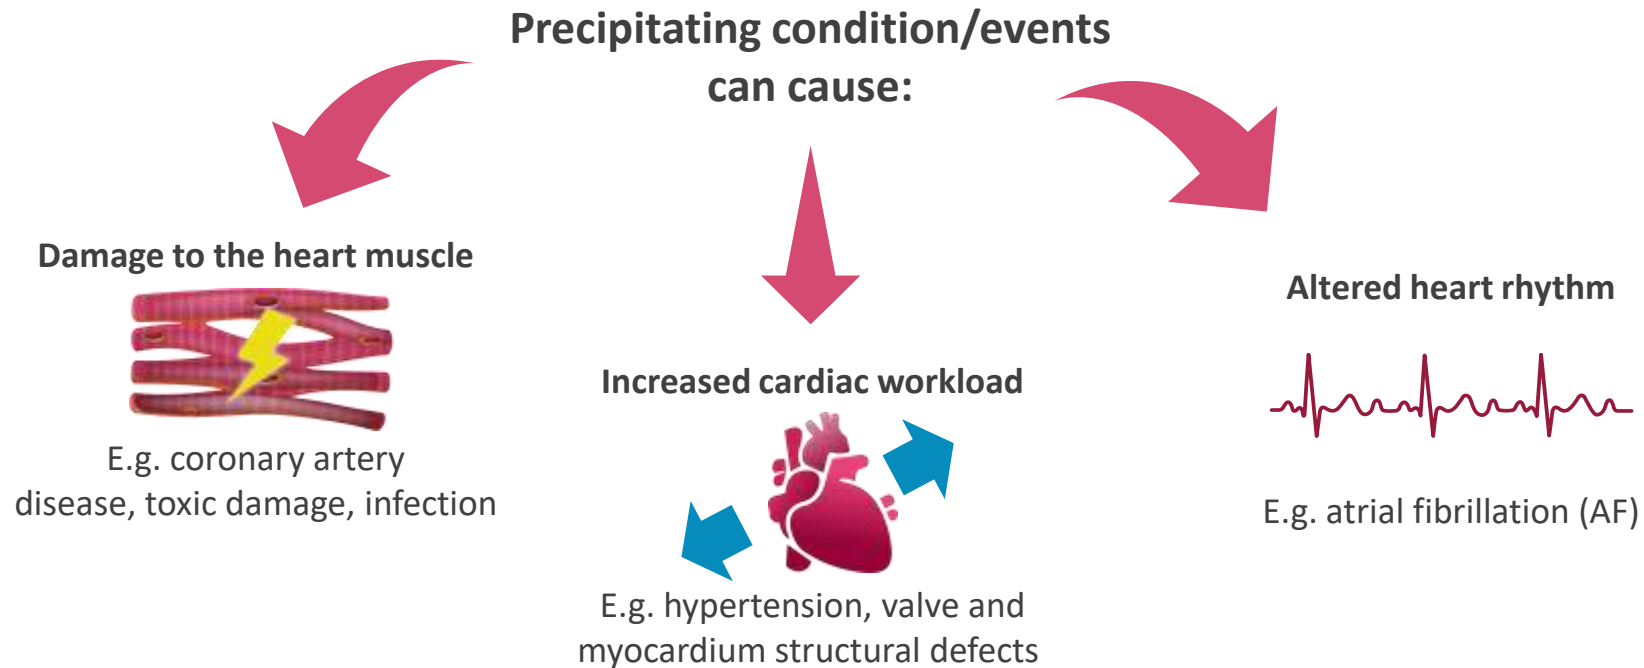 Precipitating condition/events
can cause:
Damage to the heart muscle
E.g. coronary artery
disease, toxic damage, infection
Increased cardiac workload
E.g. hypertension, valve and
myocardium structural defects
Altered heart rhythm
E.g. atrial fibrillation (AF)